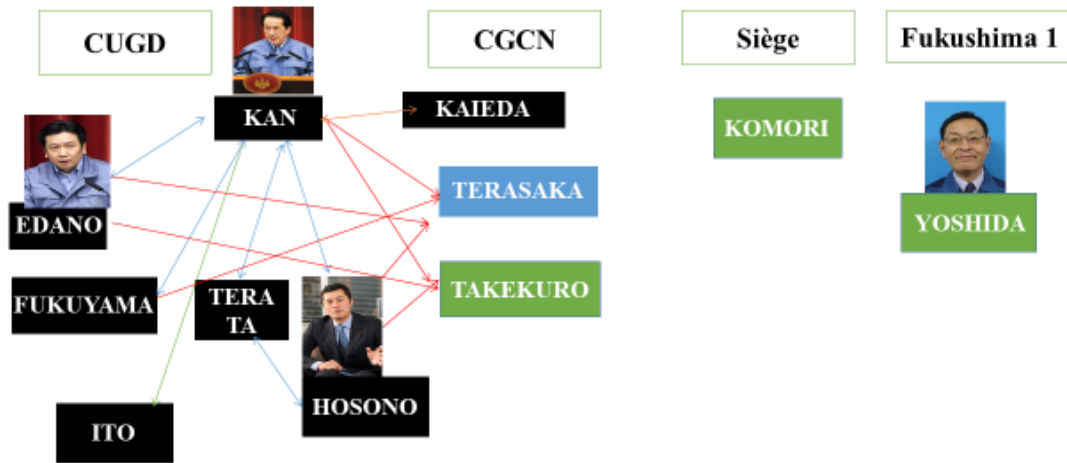 CUGD
CGCN
Siège
Fukushima 1
KAN
KAIEDA
KOMORI
TERASAKA
EDANO
YOSHIDA
FUKUYAMA
TERA
TA
TAKEKURO
HOSONO
ITO